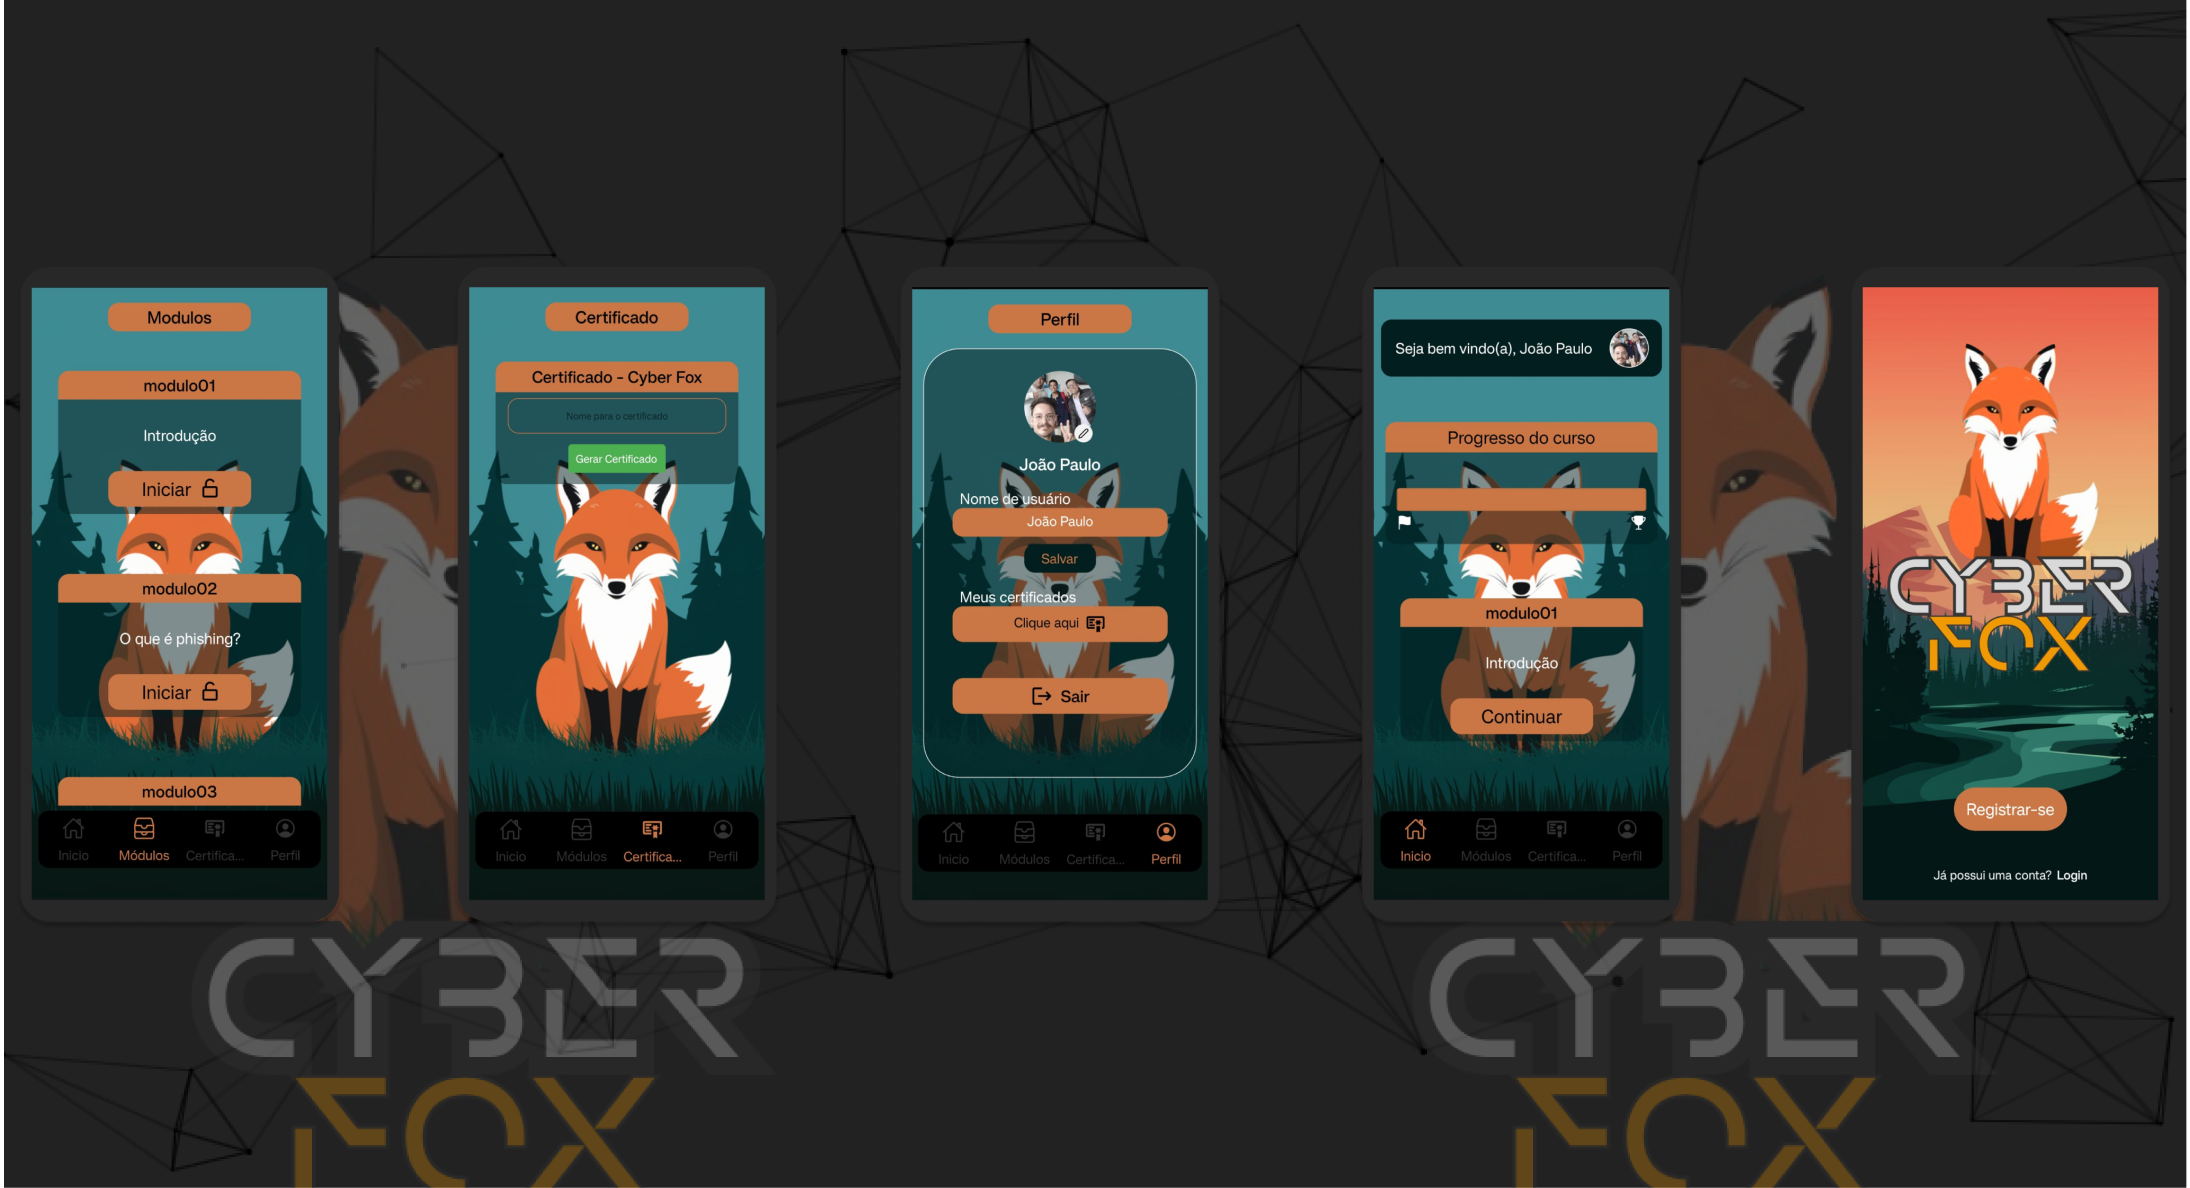 Modulos
modulo01
Introdução
Iniciar
modulo02
O que é phishing?
Iniciar
modulo03
Inicio
Módulos
Certifica...
Perfil
Certificado
Certificado - Cyber Fox
Nome para o certificado
Gerar Certificado
Inicio
Módulos
Certifica...
Perfil
Perfil
João Paulo
Nome de usuário
João Paulo
Salvar
Meus certificados
Clique aqui
Sair
Inicio
Módulos
Certifica...
Perfil
Seja bem vindo(a), João Paulo
Progresso do curso
modulo01
Introdução
Continuar
Inicio
Módulos
Certifica...
Perfil
CYBER
FOX
Registrar-se
Já possui uma conta? Login
CYBER
FOX
CYBER
FOX